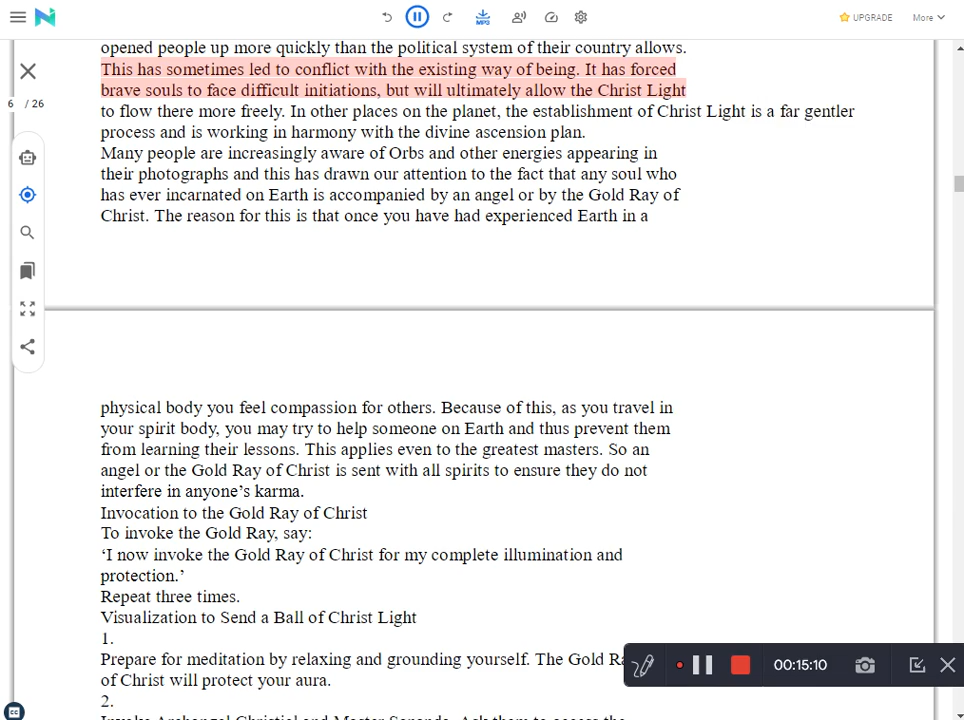 MP3
UPGRADE
More
opened people up more quickly than the political system of their country allows.
This has sometimes led to conflict with the existing way of being. It has forced
brave souls to face difficult initiations, but will ultimately allow the Christ Light
6 / 26
to flow there more freely. In other places on the planet, the establishment of Christ Light is a far gentler
process and is working in harmony with the divine ascension plan.
Many people are increasingly aware of Orbs and other energies appearing in
their photographs and this has drawn our attention to the fact that any soul who
has ever incarnated on Earth is accompanied by an angel or by the Gold Ray of
Christ. The reason for this is that once you have had experienced Earth in a
physical body you feel compassion for others. Because of this, as you travel in
your spirit body, you may try to help someone on Earth and thus prevent them
from learning their lessons. This applies even to the greatest masters. So an
angel or the Gold Ray of Christ is sent with all spirits to ensure they do not
interfere in anyone’s karma.
Invocation to the Gold Ray of Christ
To invoke the Gold Ray, say:
‘I now invoke the Gold Ray of Christ for my complete illumination and
protection.’
Repeat three times.
Visualization to Send a Ball of Christ Light
1.
Prepare for meditation by relaxing and grounding yourself. The Gold
of Christ will protect your aura.
00:15:10
2.
Invoke Archangel Christiel and Master
CC